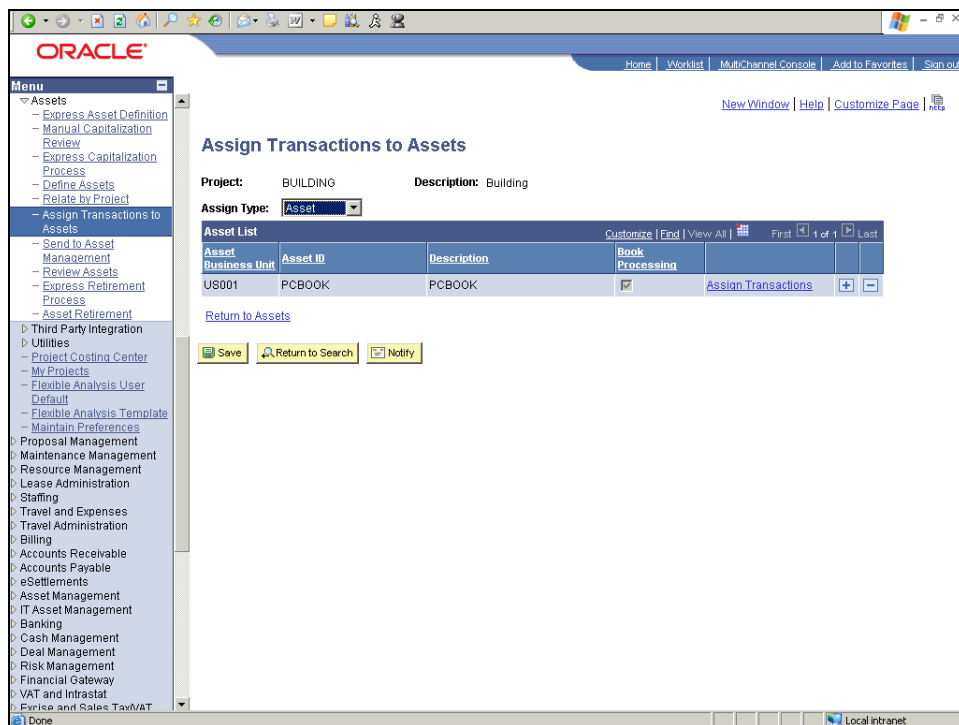 ORACLE'
Home | Worklist | MultiChannel Console | Add to Favorites | Sign out
Menu
Assets
Express Asset Definition
Manual Capitalization
Review
Express Capitalization
Process
Define Assets
Relate by Project
Assign Transactions to
Assets
Send to Asset
Management
Review Assets
Express Retirement
Process
Asset Retirement
Third Party Integration
Utilities
Project Costing Center
My Projects
Flexible Analysis User
Default
Flexible Analysis Template
Maintain Preferences
Proposal Management
Maintenance Management
Resource Management
Lease Administration
Staffing
Travel and Expenses
Travel Administration
Billing
Accounts Receivable
Accounts Payable
eSettlements
Asset Management
IT Asset Management
Banking
Cash Management
Deal Management
Risk Management
Financial Gateway
VAT and Intrastat
Excise and Sales Tax/VAT
New Window | Help | Customize Page | http
Assign Transactions to Assets
Project: BUILDING Description: Building
Assign Type: Asset
Asset List Customize | Find | View All | First 1 of 1 Last
Asset Business Unit Asset ID Description Book Processing
US001 PCBOOK PCBOOK Assign Transactions + -
Return to Assets
Save Return to Search Notify
Done Local intranet